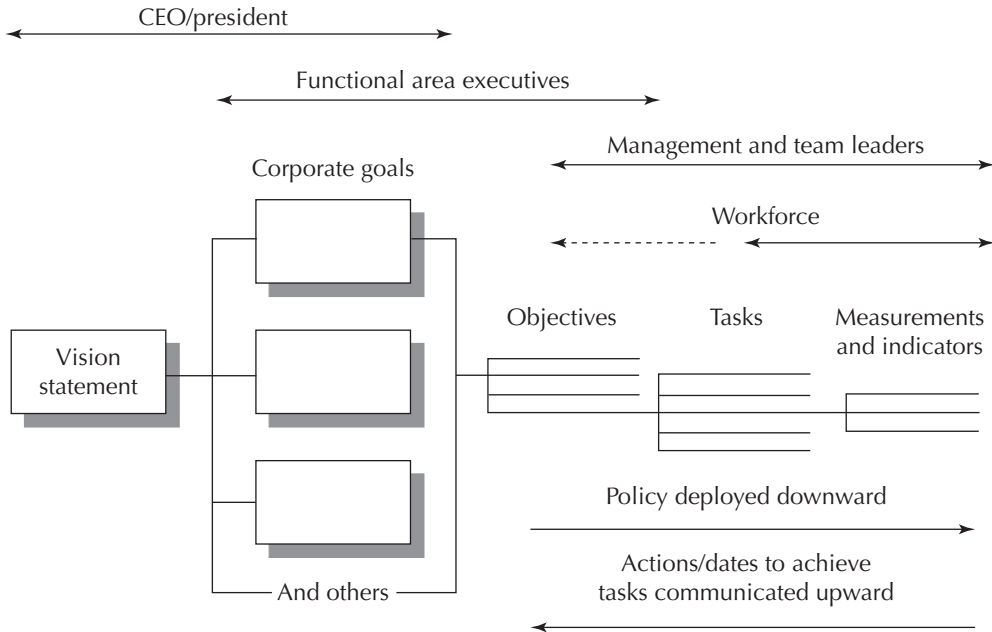 CEO/president
Functional area executives
Management and team leaders
Corporate goals
Workforce
Objectives
Tasks
Measurements
and indicators
Vision
statement
Policy deployed downward
Actions/dates to achieve
tasks communicated upward
And others